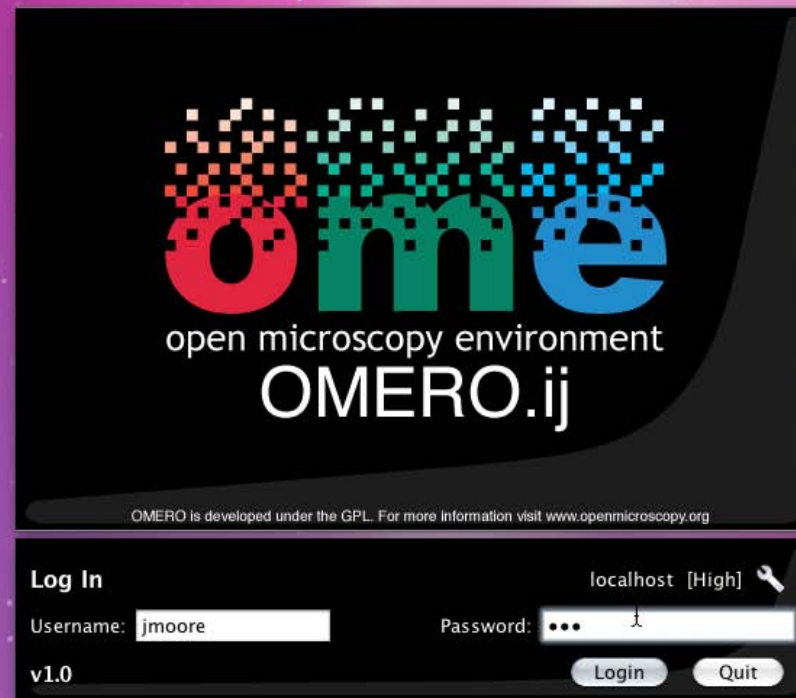 ome
open microscopy environment
OMERO.ij
OMERO is developed under the GPL. For more information visit www.openmicroscopy.org
Log In
localhost [High]
Username: jmoore
Password: •••
v1.0
Login
Quit